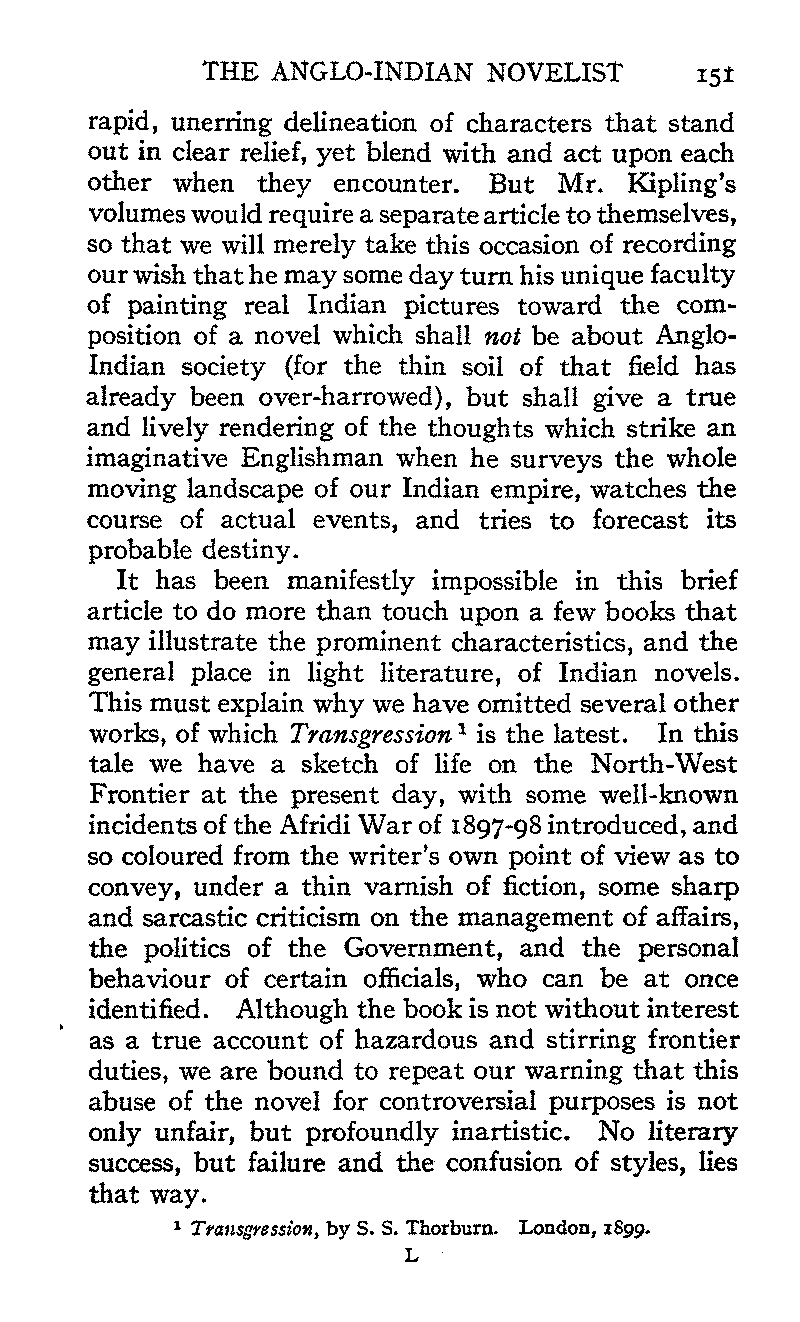 THE ANGLO-INDIAN NOVELIST 151
rapid, unerring delineation of characters that stand
out in clear relief, yet blend with and act upon each
other when they encounter. But Mr. Kipling's
volumes would require a separate article to themselves,
so that we will merely take this occasion of recording
our wish that he may some day turn his unique faculty
of painting real Indian pictures toward the com-
position of a novel which shall not be about Anglo-
Indian society (for the thin soil of that field has
already been over-harrowed), but shall give a true
and lively rendering of the thoughts which strike an
imaginative Englishman when he surveys the whole
moving landscape of our Indian empire, watches the
course of actual events, and tries to forecast its
probable destiny.
It has been manifestly impossible in this brief
article to do more than touch upon a few books that
may illustrate the prominent characteristics, and the
general place in light literature, of Indian novels.
This must explain why we have omitted several other
works, of which Transgression¹ is the latest. In this
tale we have a sketch of life on the North-West
Frontier at the present day, with some well-known
incidents of the Afridi War of 1897-98 introduced, and
so coloured from the writer's own point of view as to
convey, under a thin varnish of fiction, some sharp
and sarcastic criticism on the management of affairs,
the politics of the Government, and the personal
behaviour of certain officials, who can be at once
identified. Although the book is not without interest
as a true account of hazardous and stirring frontier
duties, we are bound to repeat our warning that this
abuse of the novel for controversial purposes is not
only unfair, but profoundly inartistic. No literary
success, but failure and the confusion of styles, lies
that way.
¹ Transgression, by S. S. Thorburn. London, 1899.
L